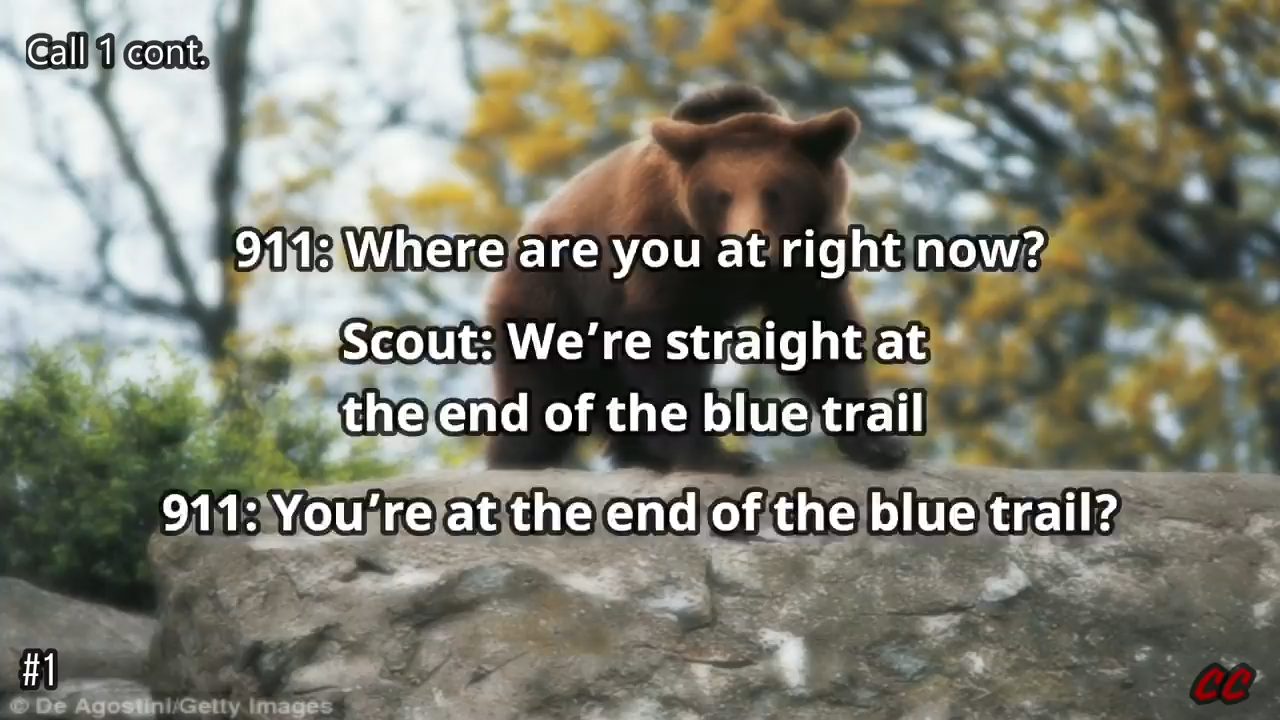 Call 1 cont.
911: Where are you at right now?
Scout: We’re straight at
the end of the blue trail
911: You’re at the end of the blue trail?
#1
CC
© De Agostini/Getty Images